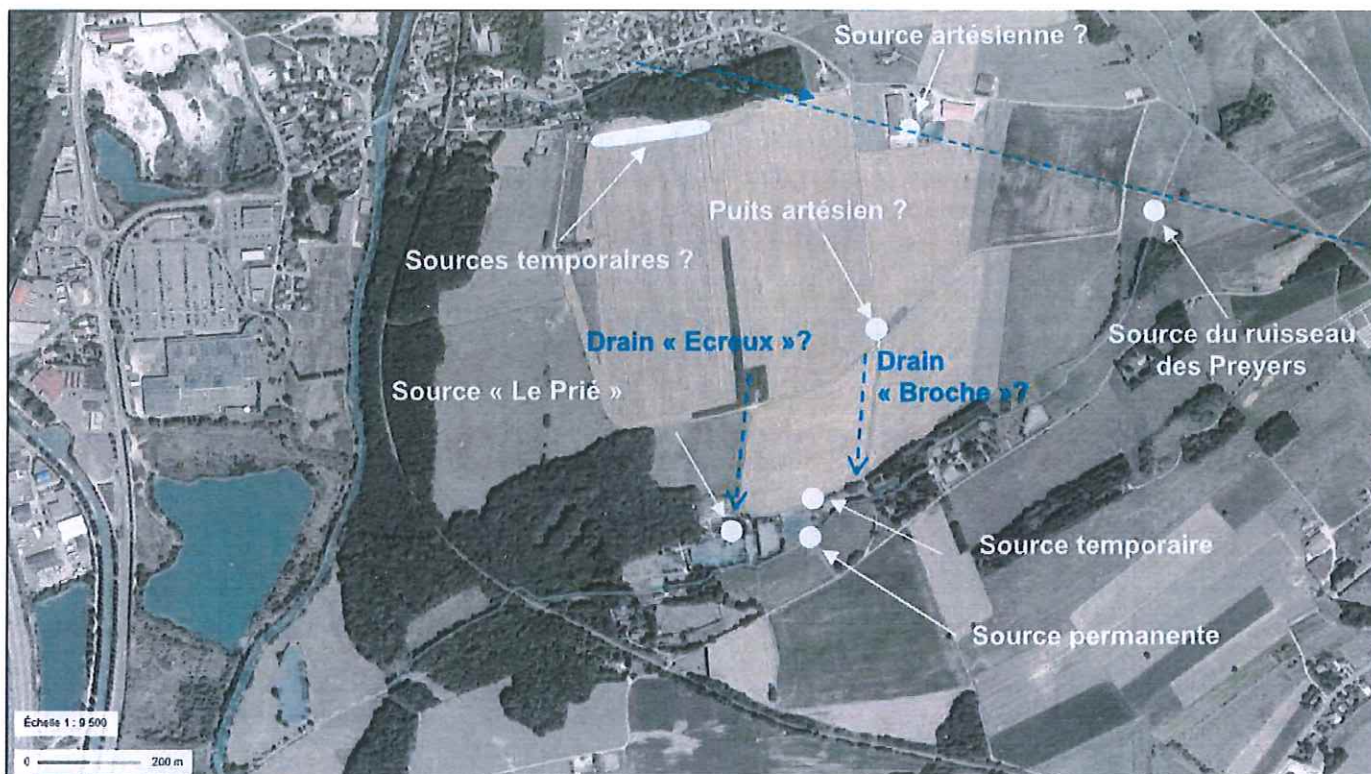 Source artésienne ?
Puits artésien ?
Sources temporaires ?
Source du ruisseau
des Preyers
Drain « Ecreux »?
Drain
« Broche »?
Source « Le Prié »
Source temporaire
Source permanente
Échelle 1 : 9 500
0 200 m